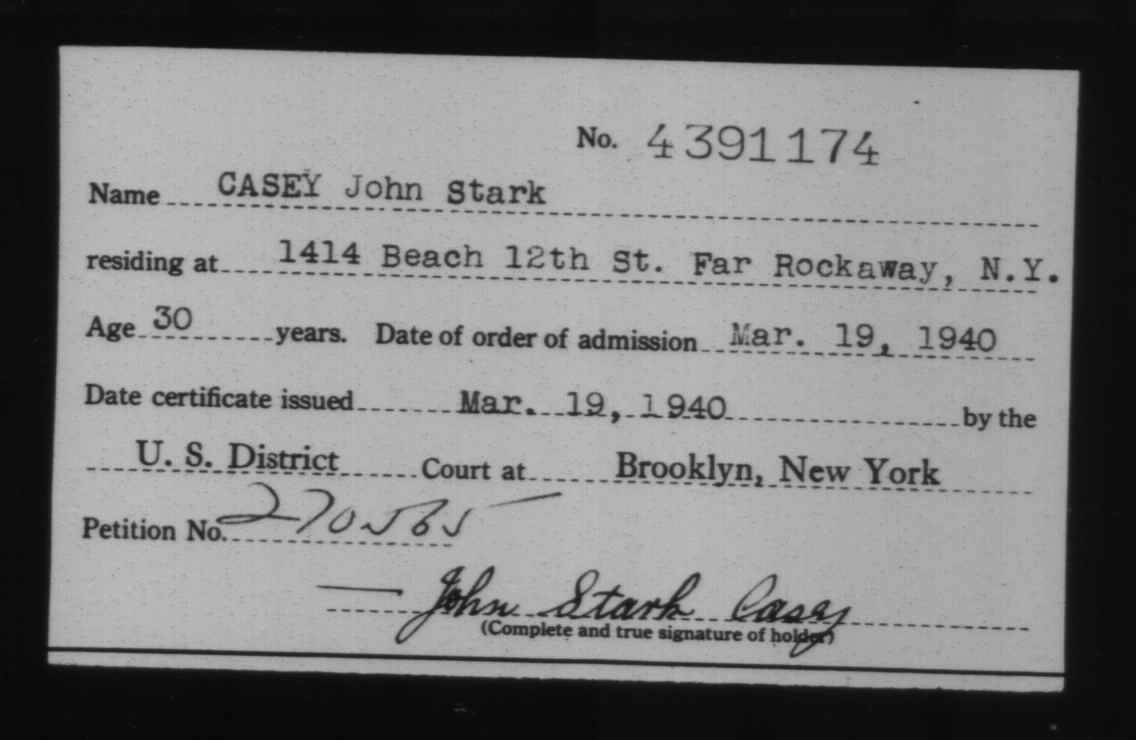 No. 4391174
Name CASEY John Stark
residing at 1414 Beach 12th St. Far Rockaway, N.Y.
Age 30 years. Date of order of admission Mar. 19, 1940
Date certificate issued Mar. 19, 1940 by the
U. S. District Court at Brooklyn, New York
Petition No. 270565
John Stark Casey
(Complete and true signature of holder)